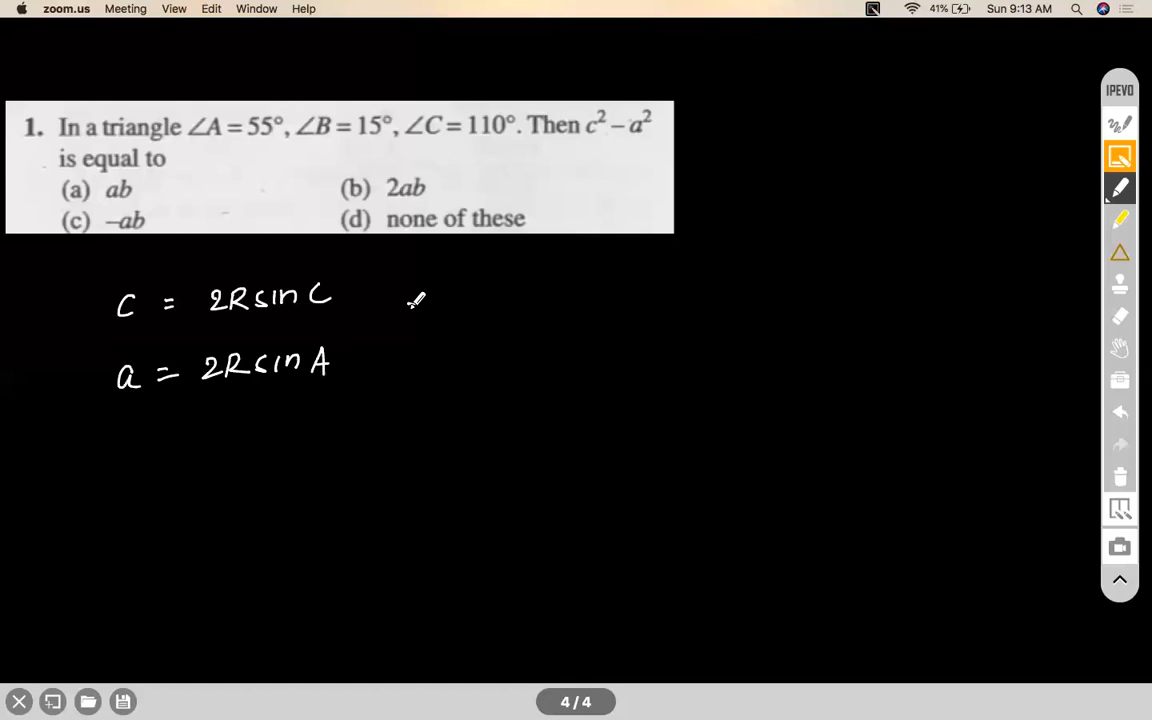 zoom.us Meeting View Edit Window Help 41% Sun 9:13 AM
IPEVO
1. In a triangle ∠A = 55°, ∠B = 15°, ∠C = 110°. Then c² – a²
is equal to
(a) ab (b) 2ab
(c) –ab (d) none of these
c = 2R sin C
a = 2R sin A
4 / 4